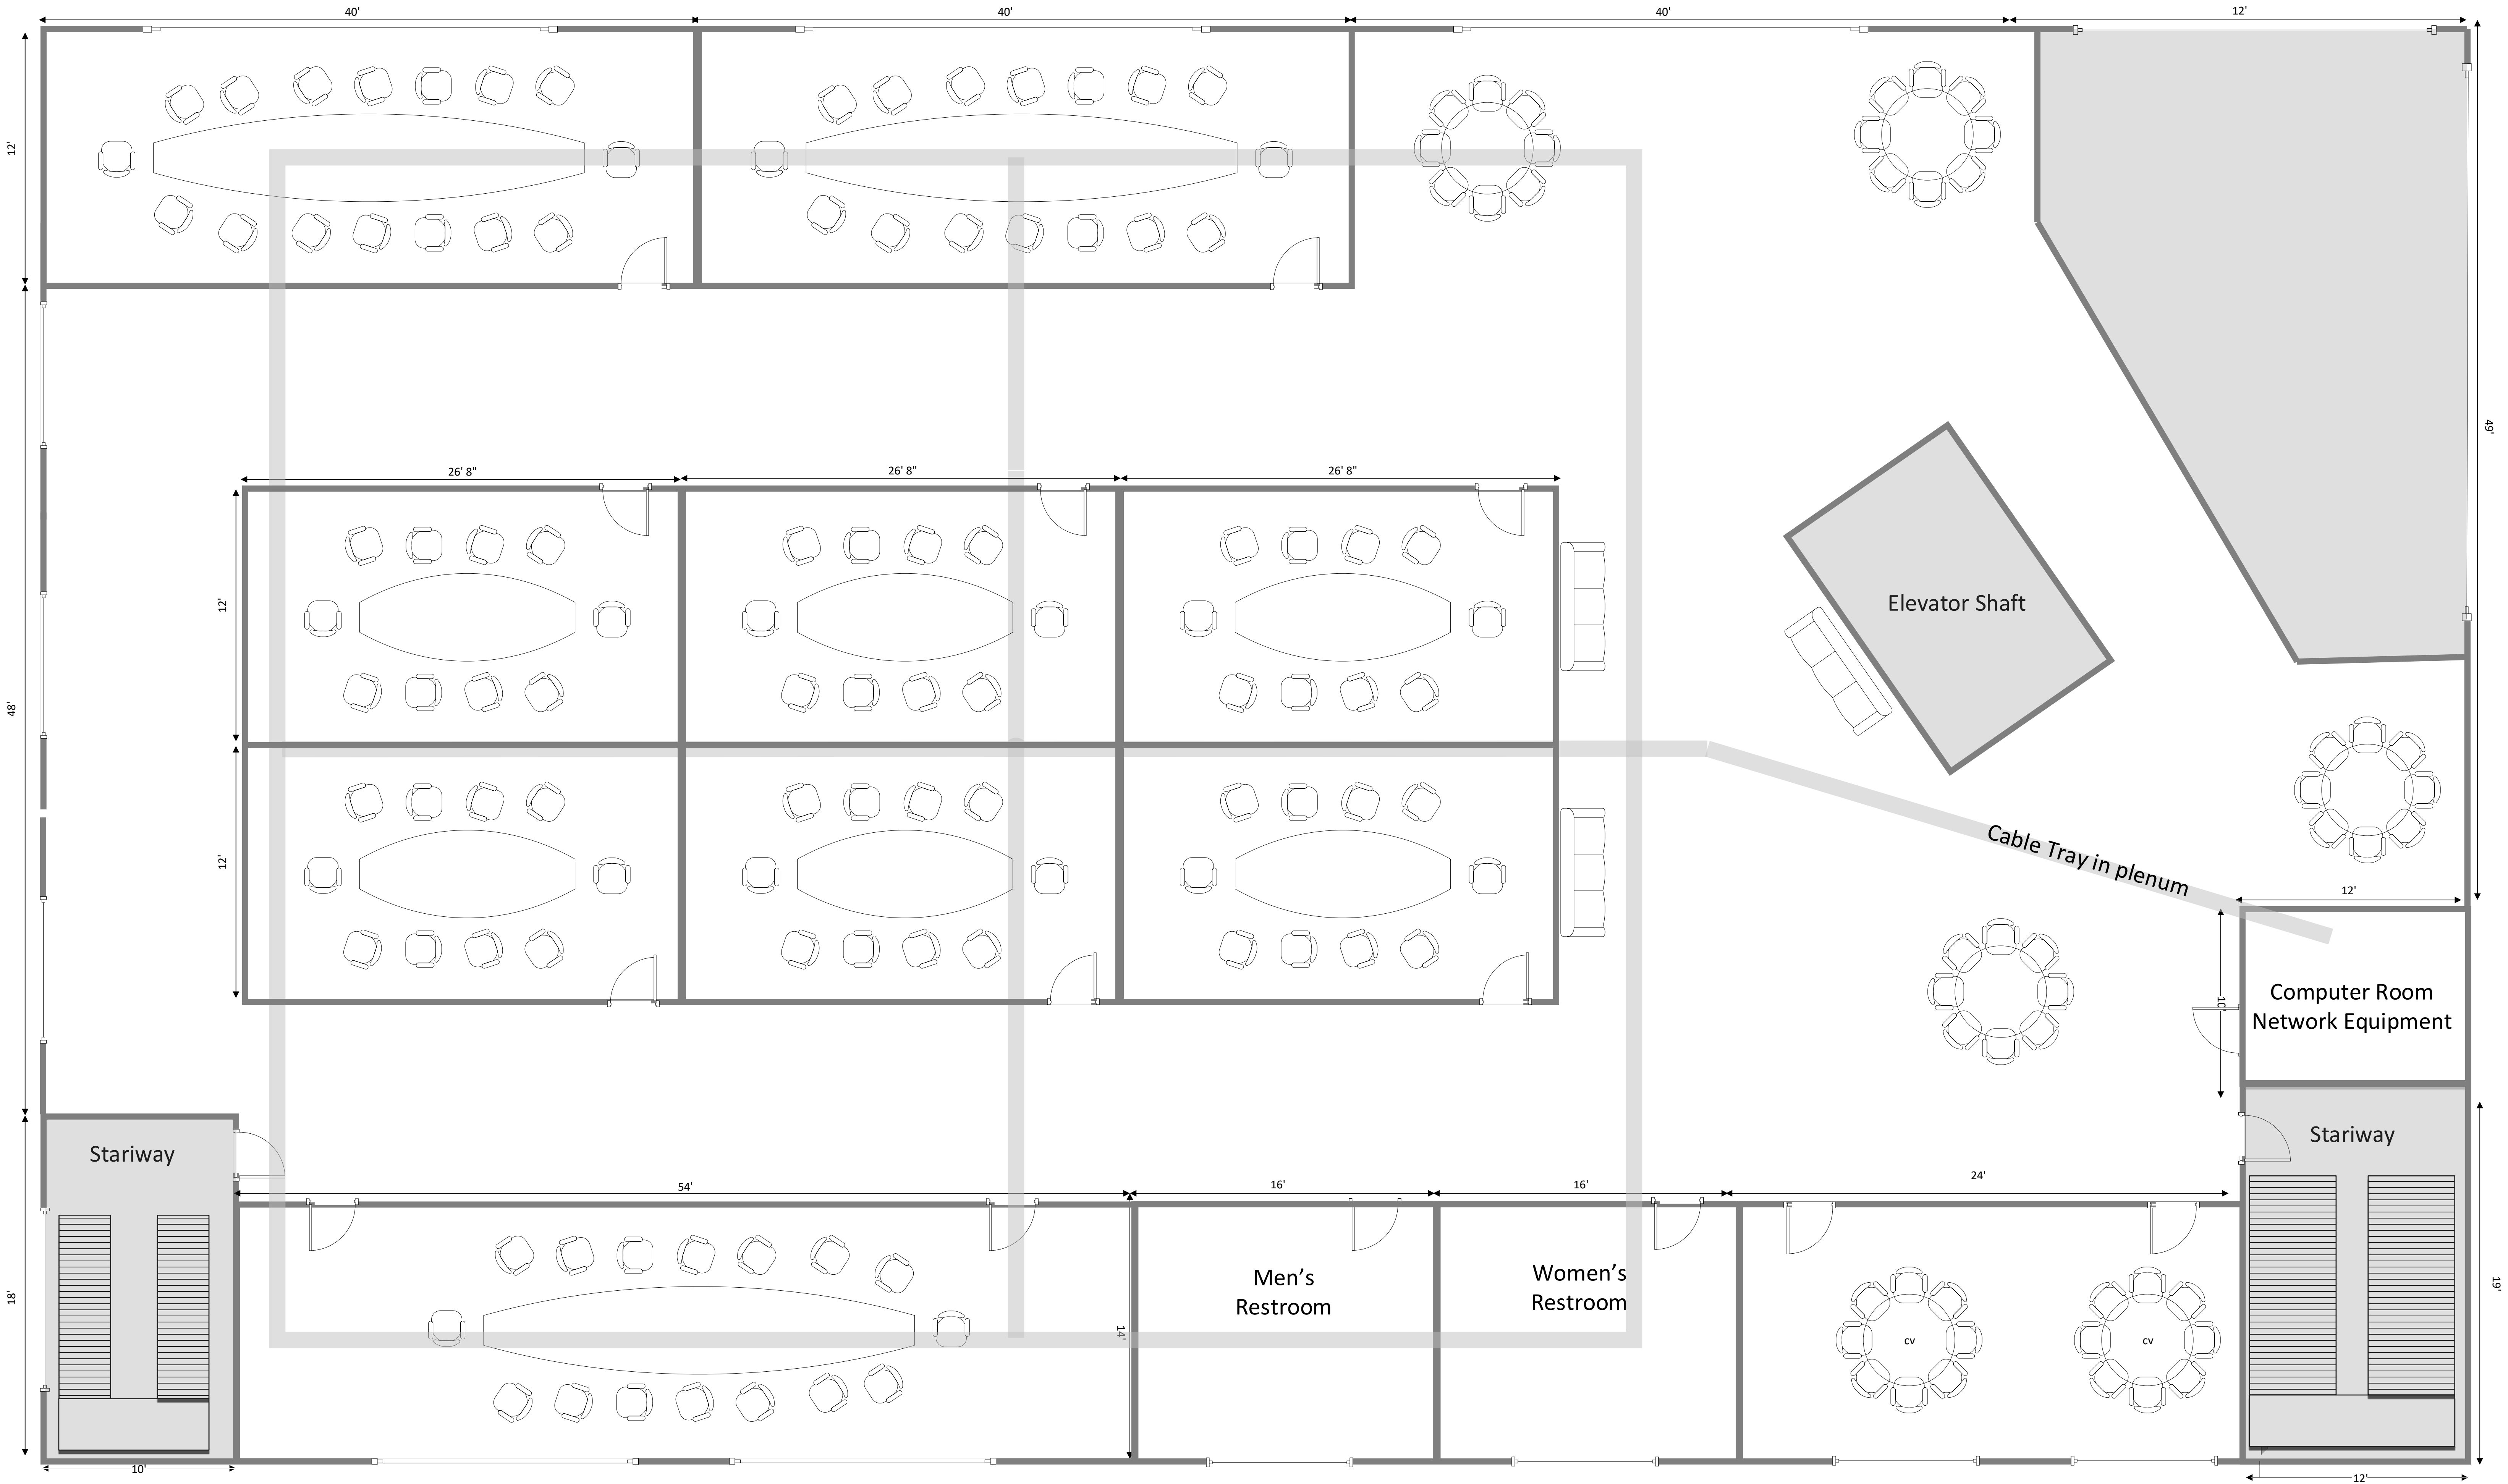 40'
40'
40'
12'
12'
49'
26' 8"
26' 8"
26' 8"
12'
Elevator Shaft
48'
12'
Cable Tray in plenum
12'
10'
Computer Room
Network Equipment
Stariway
Stariway
54'
16'
16'
24'
18'
14'
Men's
Restroom
Women's
Restroom
cv
cv
19'
10'
12'